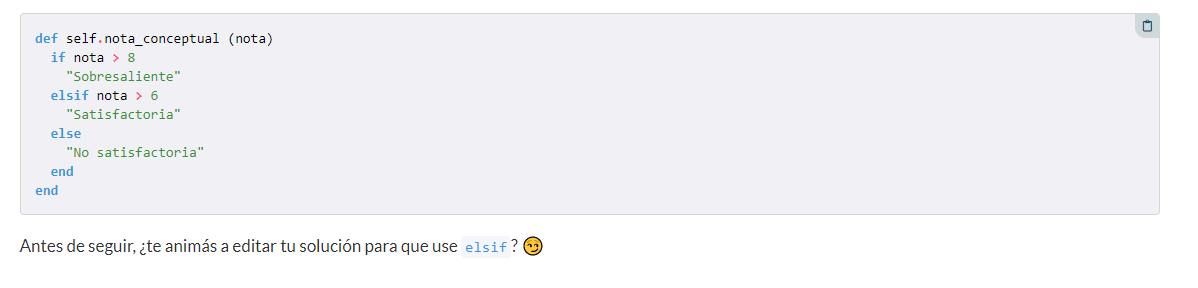 def self.nota_conceptual (nota)
  if nota > 8
    "Sobresaliente"
  elsif nota > 6
    "Satisfactoria"
  else
    "No satisfactoria"
  end
end
Antes de seguir, ¿te animás a editar tu solución para que use elsif? 😏